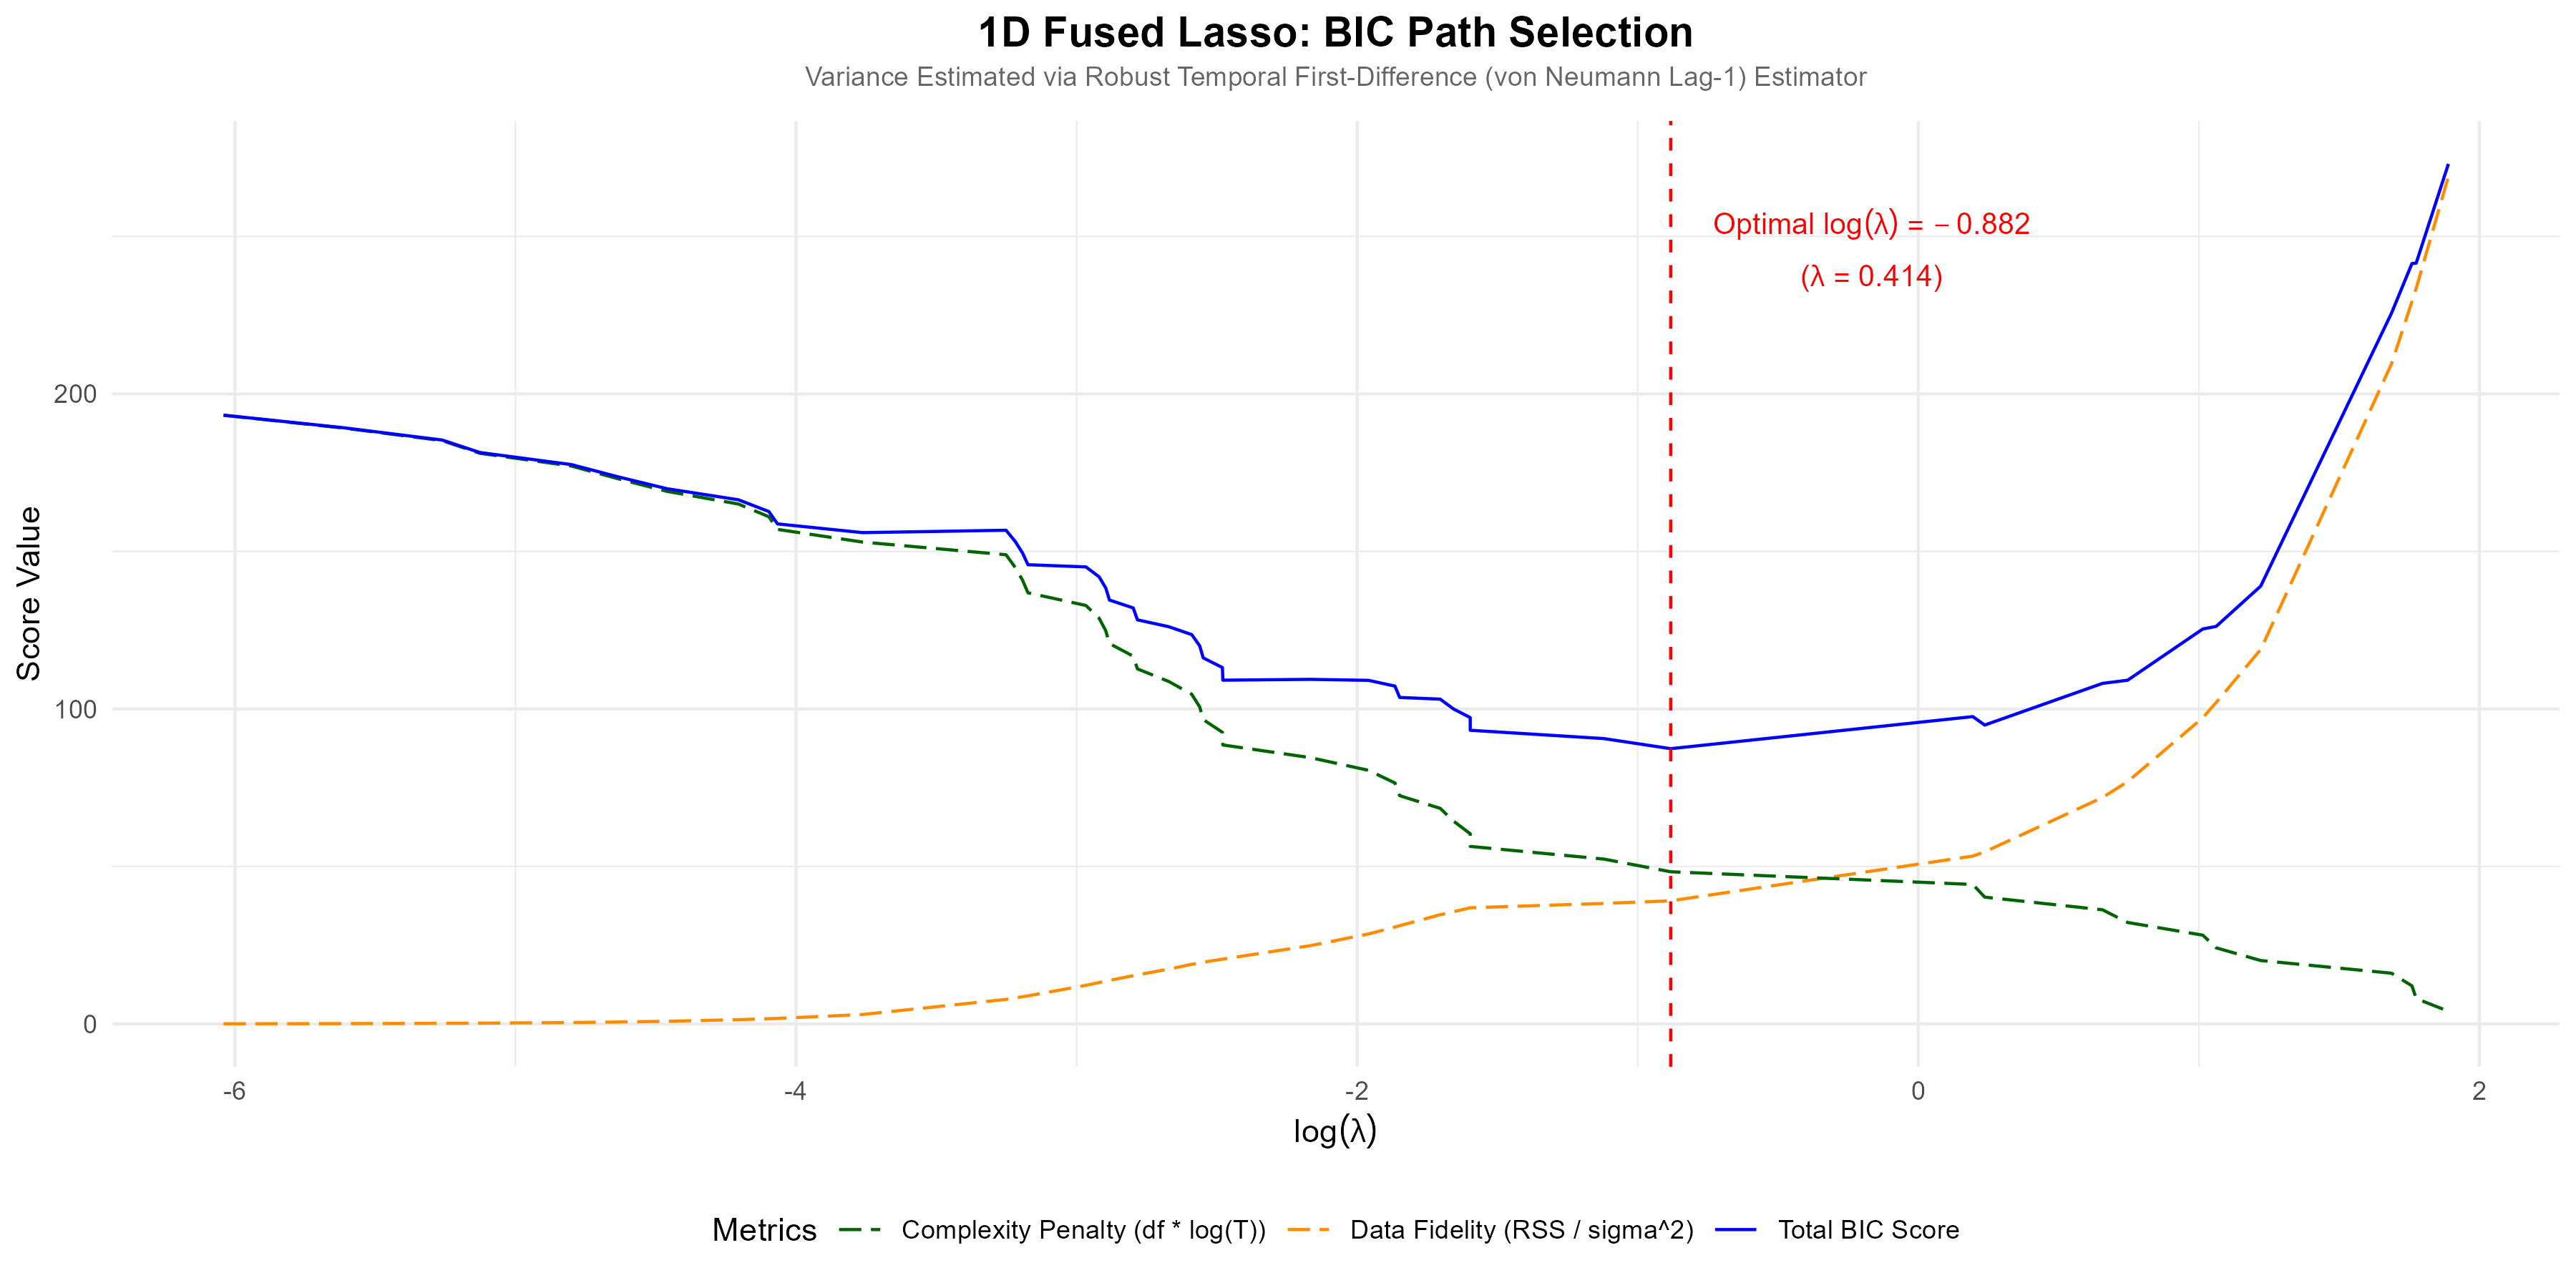 1D Fused Lasso: BIC Path Selection
Variance Estimated via Robust Temporal First-Difference (von Neumann Lag-1) Estimator
Optimal log(λ) = − 0.882
(λ = 0.414)
Score Value
200
100
0
-6
-4
-2
0
2
log(λ)
Metrics
Complexity Penalty (df * log(T))
Data Fidelity (RSS / sigma^2)
Total BIC Score